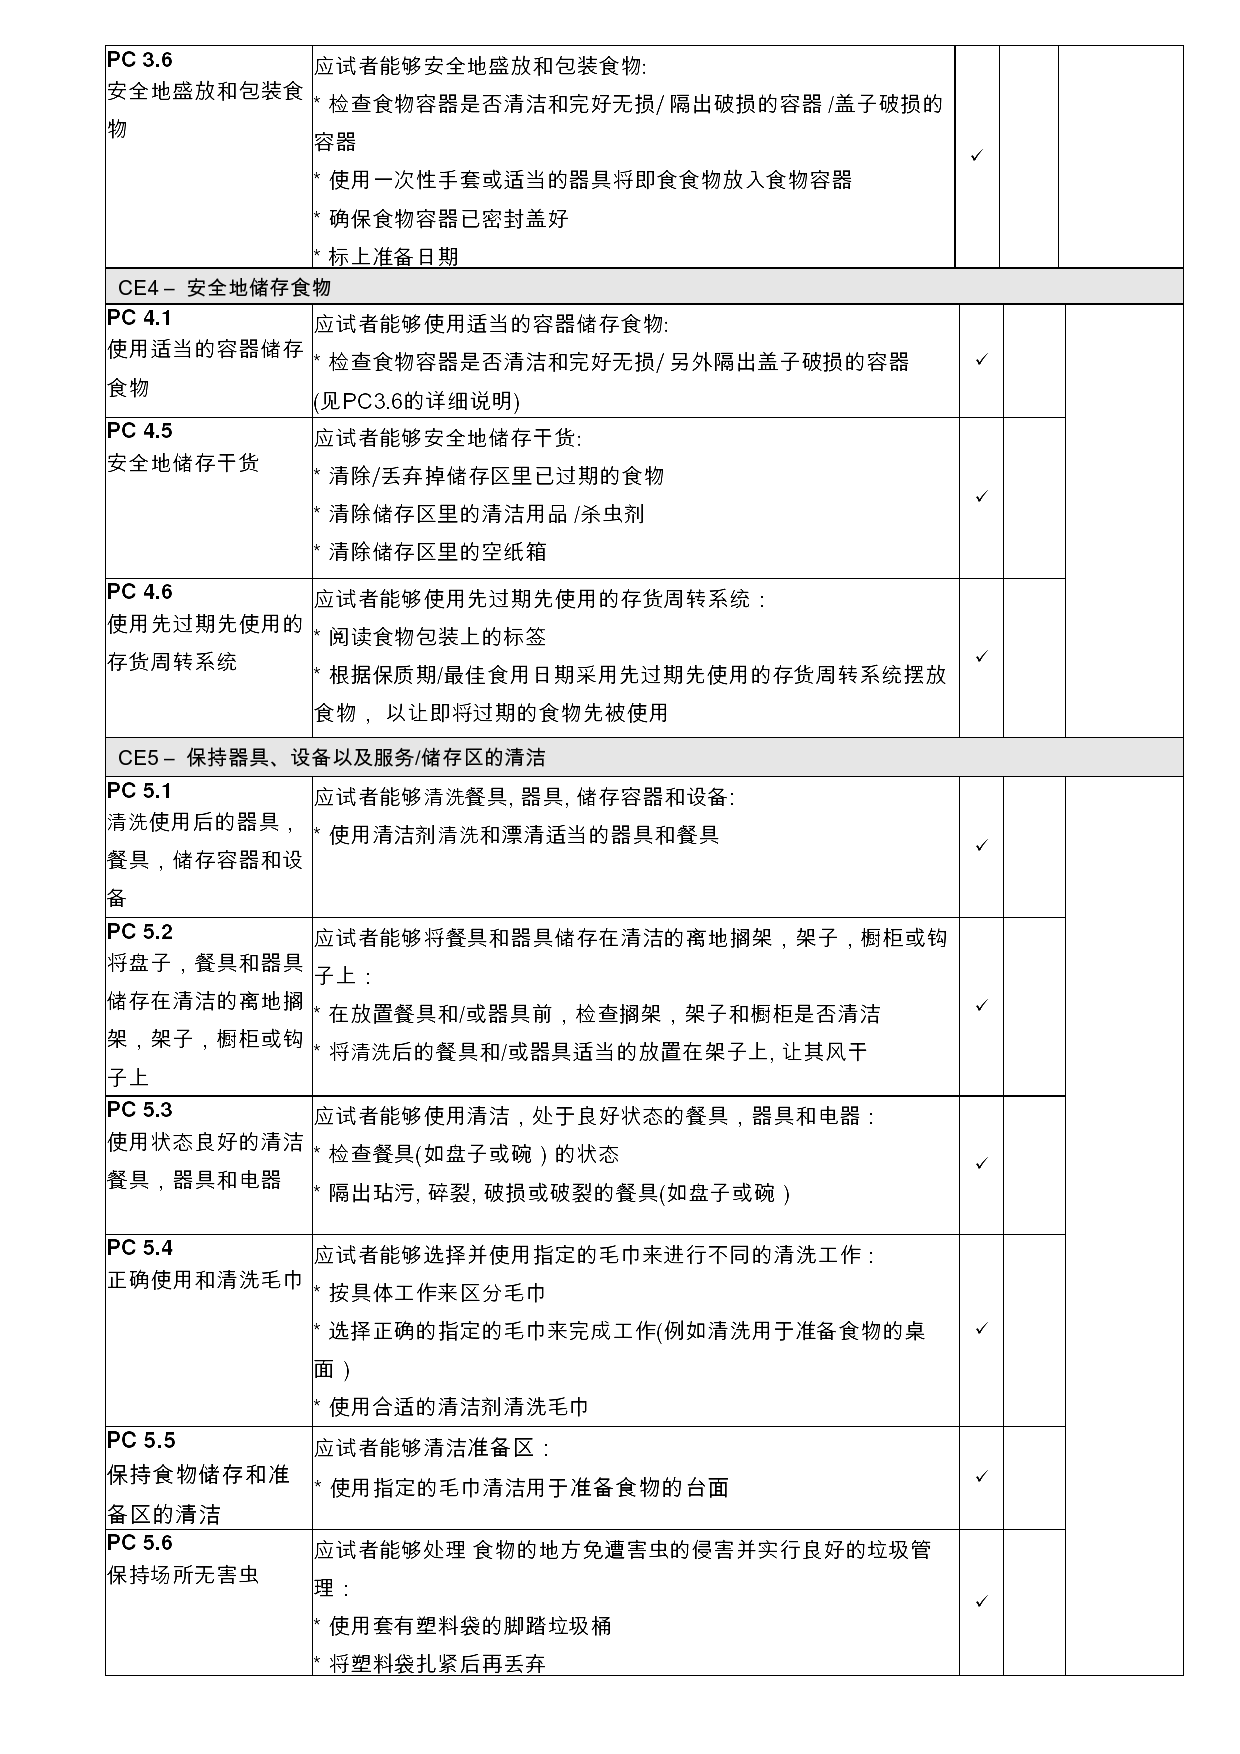 PC 3.6
安全地盛放和包装食
物
应试者能够安全地盛放和包装食物:
* 检查食物容器是否清洁和完好无损/ 隔出破损的容器 /盖子破损的
容器
* 使用一次性手套或适当的器具将即食食物放入食物容器
* 确保食物容器已密封盖好
* 标上准备日期
✓
CE4 – 安全地储存食物
PC 4.1
使用适当的容器储存
食物
应试者能够使用适当的容器储存食物:
* 检查食物容器是否清洁和完好无损/ 另外隔出盖子破损的容器
(见PC3.6的详细说明)
✓
PC 4.5
安全地储存干货
应试者能够安全地储存干货:
* 清除/丢弃掉储存区里已过期的食物
* 清除储存区里的清洁用品 /杀虫剂
* 清除储存区里的空纸箱
✓
PC 4.6
使用先过期先使用的
存货周转系统
应试者能够使用先过期先使用的存货周转系统：
* 阅读食物包装上的标签
* 根据保质期/最佳食用日期采用先过期先使用的存货周转系统摆放
食物， 以让即将过期的食物先被使用
✓
CE5 – 保持器具、设备以及服务/储存区的清洁
PC 5.1
清洗使用后的器具，
餐具，储存容器和设
备
应试者能够清洗餐具, 器具, 储存容器和设备:
* 使用清洁剂清洗和漂清适当的器具和餐具
✓
PC 5.2
将盘子，餐具和器具
储存在清洁的离地搁
架，架子，橱柜或钩
子上
应试者能够将餐具和器具储存在清洁的离地搁架，架子，橱柜或钩
子上：
* 在放置餐具和/或器具前，检查搁架，架子和橱柜是否清洁
* 将清洗后的餐具和/或器具适当的放置在架子上, 让其风干
✓
PC 5.3
使用状态良好的清洁
餐具，器具和电器
应试者能够使用清洁，处于良好状态的餐具，器具和电器：
* 检查餐具(如盘子或碗 ) 的状态
* 隔出玷污, 碎裂, 破损或破裂的餐具(如盘子或碗 )
✓
PC 5.4
正确使用和清洗毛巾
应试者能够选择并使用指定的毛巾来进行不同的清洗工作：
* 按具体工作来区分毛巾
* 选择正确的指定的毛巾来完成工作(例如清洗用于准备食物的桌
面 )
* 使用合适的清洁剂清洗毛巾
✓
PC 5.5
保持食物储存和准
备区的清洁
应试者能够清洁准备区：
* 使用指定的毛巾清洁用于准备食物的台面
✓
PC 5.6
保持场所无害虫
应试者能够处理 食物的地方免遭害虫的侵害并实行良好的垃圾管
理：
* 使用套有塑料袋的脚踏垃圾桶
* 将塑料袋扎紧后再丢弃
✓